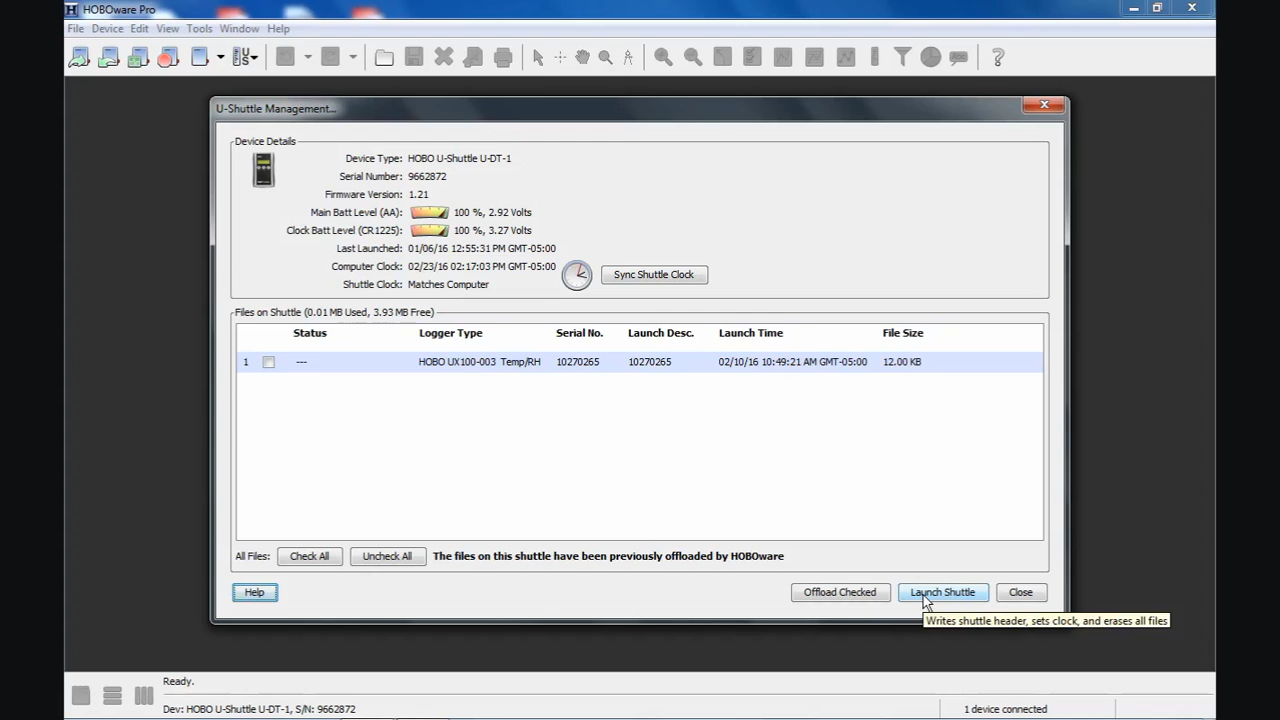 HOBOware Pro
File Device Edit View Tools Window Help
U-Shuttle Management...
Device Details
Device Type: HOBO U-Shuttle U-DT-1
Serial Number: 9662872
Firmware Version: 1.21
Main Batt Level (AA): 100 %, 2.92 Volts
Clock Batt Level (CR1225): 100 %, 3.27 Volts
Last Launched: 01/06/16 12:55:31 PM GMT-05:00
Computer Clock: 02/23/16 02:17:03 PM GMT-05:00
Sync Shuttle Clock
Shuttle Clock: Matches Computer
Files on Shuttle (0.01 MB Used, 3.93 MB Free)
Status Logger Type Serial No. Launch Desc. Launch Time File Size
1 --- HOBO UX100-003 Temp/RH 10270265 10270265 02/10/16 10:49:21 AM GMT-05:00 12.00 KB
All Files: Check All Uncheck All The files on this shuttle have been previously offloaded by HOBOware
Help Offload Checked Launch Shuttle Close
Writes shuttle header, sets clock, and erases all files
Ready.
Dev: HOBO U-Shuttle U-DT-1, S/N: 9662872 1 device connected